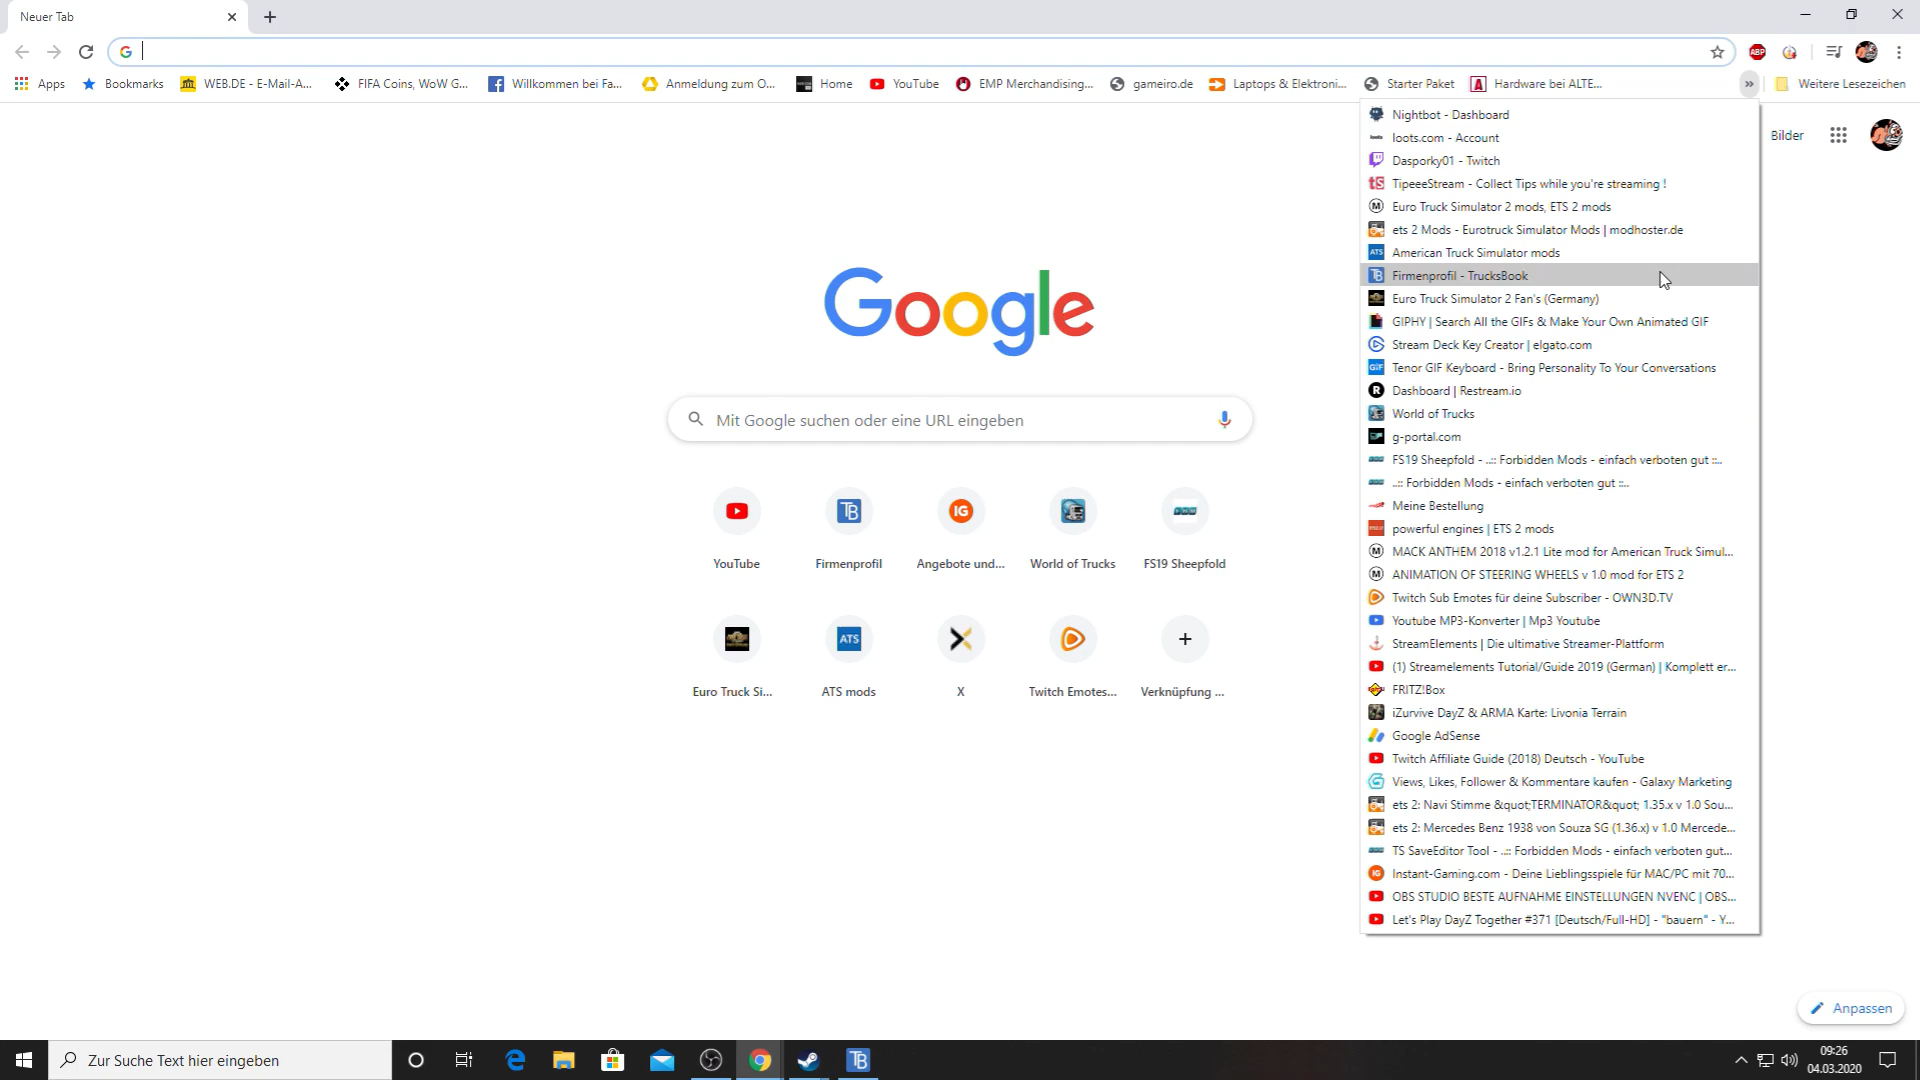 Neuer Tab
Apps
Bookmarks
WEB.DE - E-Mail-A...
FIFA Coins, WoW G...
Willkommen bei Fa...
Anmeldung zum O...
Home
YouTube
EMP Merchandising...
gameiro.de
Laptops & Elektroni...
Starter Paket
Hardware bei ALTE...
»
Weitere Lesezeichen
Nightbot - Dashboard
loots.com - Account
Dasporky01 - Twitch
TipeeeStream - Collect Tips while you're streaming !
Euro Truck Simulator 2 mods, ETS 2 mods
ets 2 Mods - Eurotruck Simulator Mods | modhoster.de
American Truck Simulator mods
Firmenprofil - TrucksBook
Euro Truck Simulator 2 Fan's (Germany)
GIPHY | Search All the GIFs & Make Your Own Animated GIF
Stream Deck Key Creator | elgato.com
Tenor GIF Keyboard - Bring Personality To Your Conversations
Dashboard | Restream.io
World of Trucks
g-portal.com
FS19 Sheepfold - ..:: Forbidden Mods - einfach verboten gut ::..
..:: Forbidden Mods - einfach verboten gut ::..
Meine Bestellung
powerful engines | ETS 2 mods
MACK ANTHEM 2018 v1.2.1 Lite mod for American Truck Simul...
ANIMATION OF STEERING WHEELS v 1.0 mod for ETS 2
Twitch Sub Emotes für deine Subscriber - OWN3D.TV
Youtube MP3-Konverter | Mp3 Youtube
StreamElements | Die ultimative Streamer-Plattform
(1) Streamelements Tutorial/Guide 2019 (German) | Komplett er...
FRITZ!Box
iZurvive DayZ & ARMA Karte: Livonia Terrain
Google AdSense
Twitch Affiliate Guide (2018) Deutsch - YouTube
Views, Likes, Follower & Kommentare kaufen - Galaxy Marketing
ets 2: Navi Stimme &quot;TERMINATOR&quot; 1.35.x v 1.0 Sou...
ets 2: Mercedes Benz 1938 von Souza SG (1.36.x) v 1.0 Mercede...
TS SaveEditor Tool - ..:: Forbidden Mods - einfach verboten gut...
Instant-Gaming.com - Deine Lieblingsspiele für MAC/PC mit 70...
OBS STUDIO BESTE AUFNAHME EINSTELLUNGEN NVENC | OBS...
Let's Play DayZ Together #371 [Deutsch/Full-HD] - "bauern" - Y...
Bilder
Google
Mit Google suchen oder eine URL eingeben
YouTube
Firmenprofil
Angebote und...
World of Trucks
FS19 Sheepfold
Euro Truck Si...
ATS mods
X
Twitch Emotes...
Verknüpfung ...
Anpassen
Zur Suche Text hier eingeben
09:26
04.03.2020